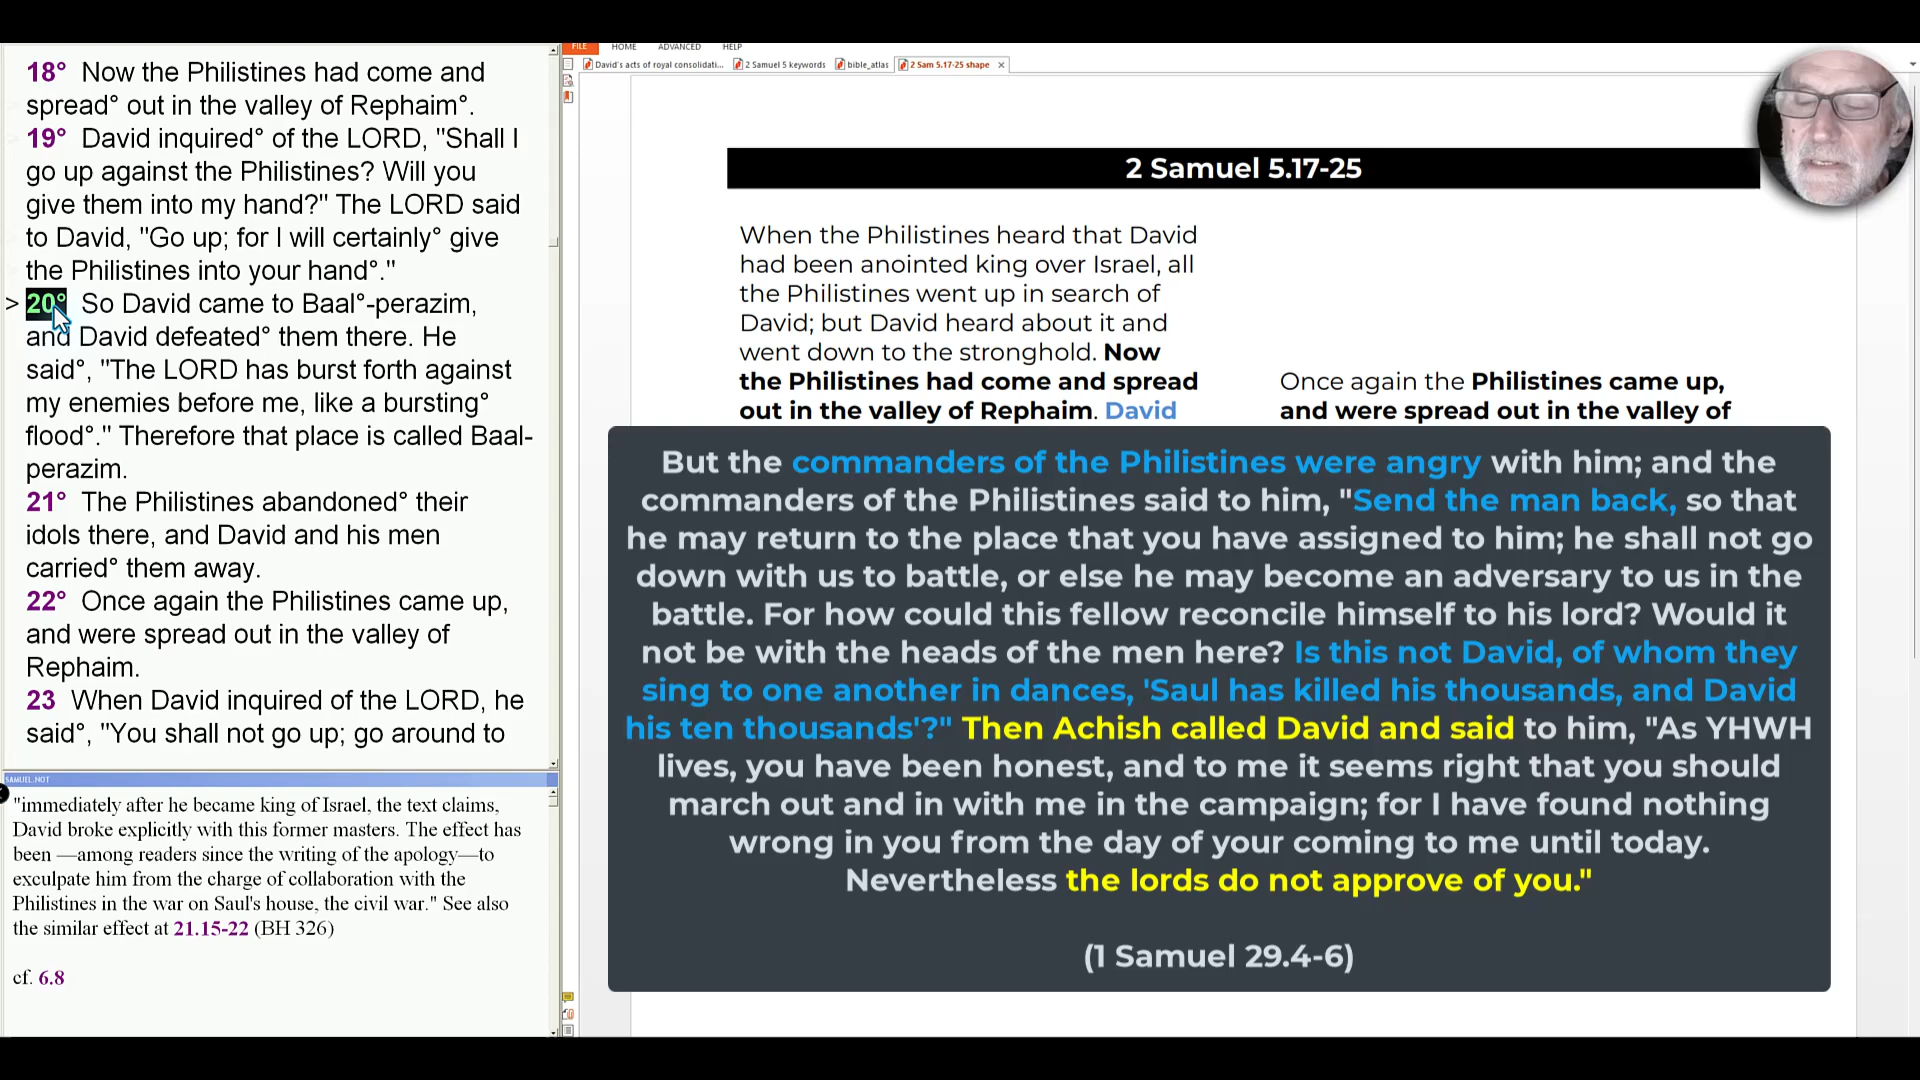 18° Now the Philistines had come and
spread° out in the valley of Rephaim°.
19° David inquired° of the LORD, "Shall I
go up against the Philistines? Will you
give them into my hand?" The LORD said
to David, "Go up; for I will certainly° give
the Philistines into your hand°."
> 20° So David came to Baal°-perazim,
and David defeated° them there. He
said°, "The LORD has burst forth against
my enemies before me, like a bursting°
flood°." Therefore that place is called Baal-
perazim.
21° The Philistines abandoned° their
idols there, and David and his men
carried° them away.
22° Once again the Philistines came up,
and were spread out in the valley of
Rephaim.
23 When David inquired of the LORD, he
said°, "You shall not go up; go around to
SAMUEL.NOT
"immediately after he became king of Israel, the text claims,
David broke explicitly with this former masters. The effect has
been —among readers since the writing of the apology—to
exculpate him from the charge of collaboration with the
Philistines in the war on Saul's house, the civil war." See also
the similar effect at 21.15-22 (BH 326)
cf. 6.8
FILE HOME ADVANCED HELP
David's acts of royal consolidati... 2 Samuel 5 keywords bible_atlas 2 Sam 5.17-25 shape ×
2 Samuel 5.17-25
When the Philistines heard that David
had been anointed king over Israel, all
the Philistines went up in search of
David; but David heard about it and
went down to the stronghold. Now
the Philistines had come and spread
out in the valley of Rephaim. David
Once again the Philistines came up,
and were spread out in the valley of
But the commanders of the Philistines were angry with him; and the
commanders of the Philistines said to him, "Send the man back, so that
he may return to the place that you have assigned to him; he shall not go
down with us to battle, or else he may become an adversary to us in the
battle. For how could this fellow reconcile himself to his lord? Would it
not be with the heads of the men here? Is this not David, of whom they
sing to one another in dances, 'Saul has killed his thousands, and David
his ten thousands'?" Then Achish called David and said to him, "As YHWH
lives, you have been honest, and to me it seems right that you should
march out and in with me in the campaign; for I have found nothing
wrong in you from the day of your coming to me until today.
Nevertheless the lords do not approve of you."
(1 Samuel 29.4-6)